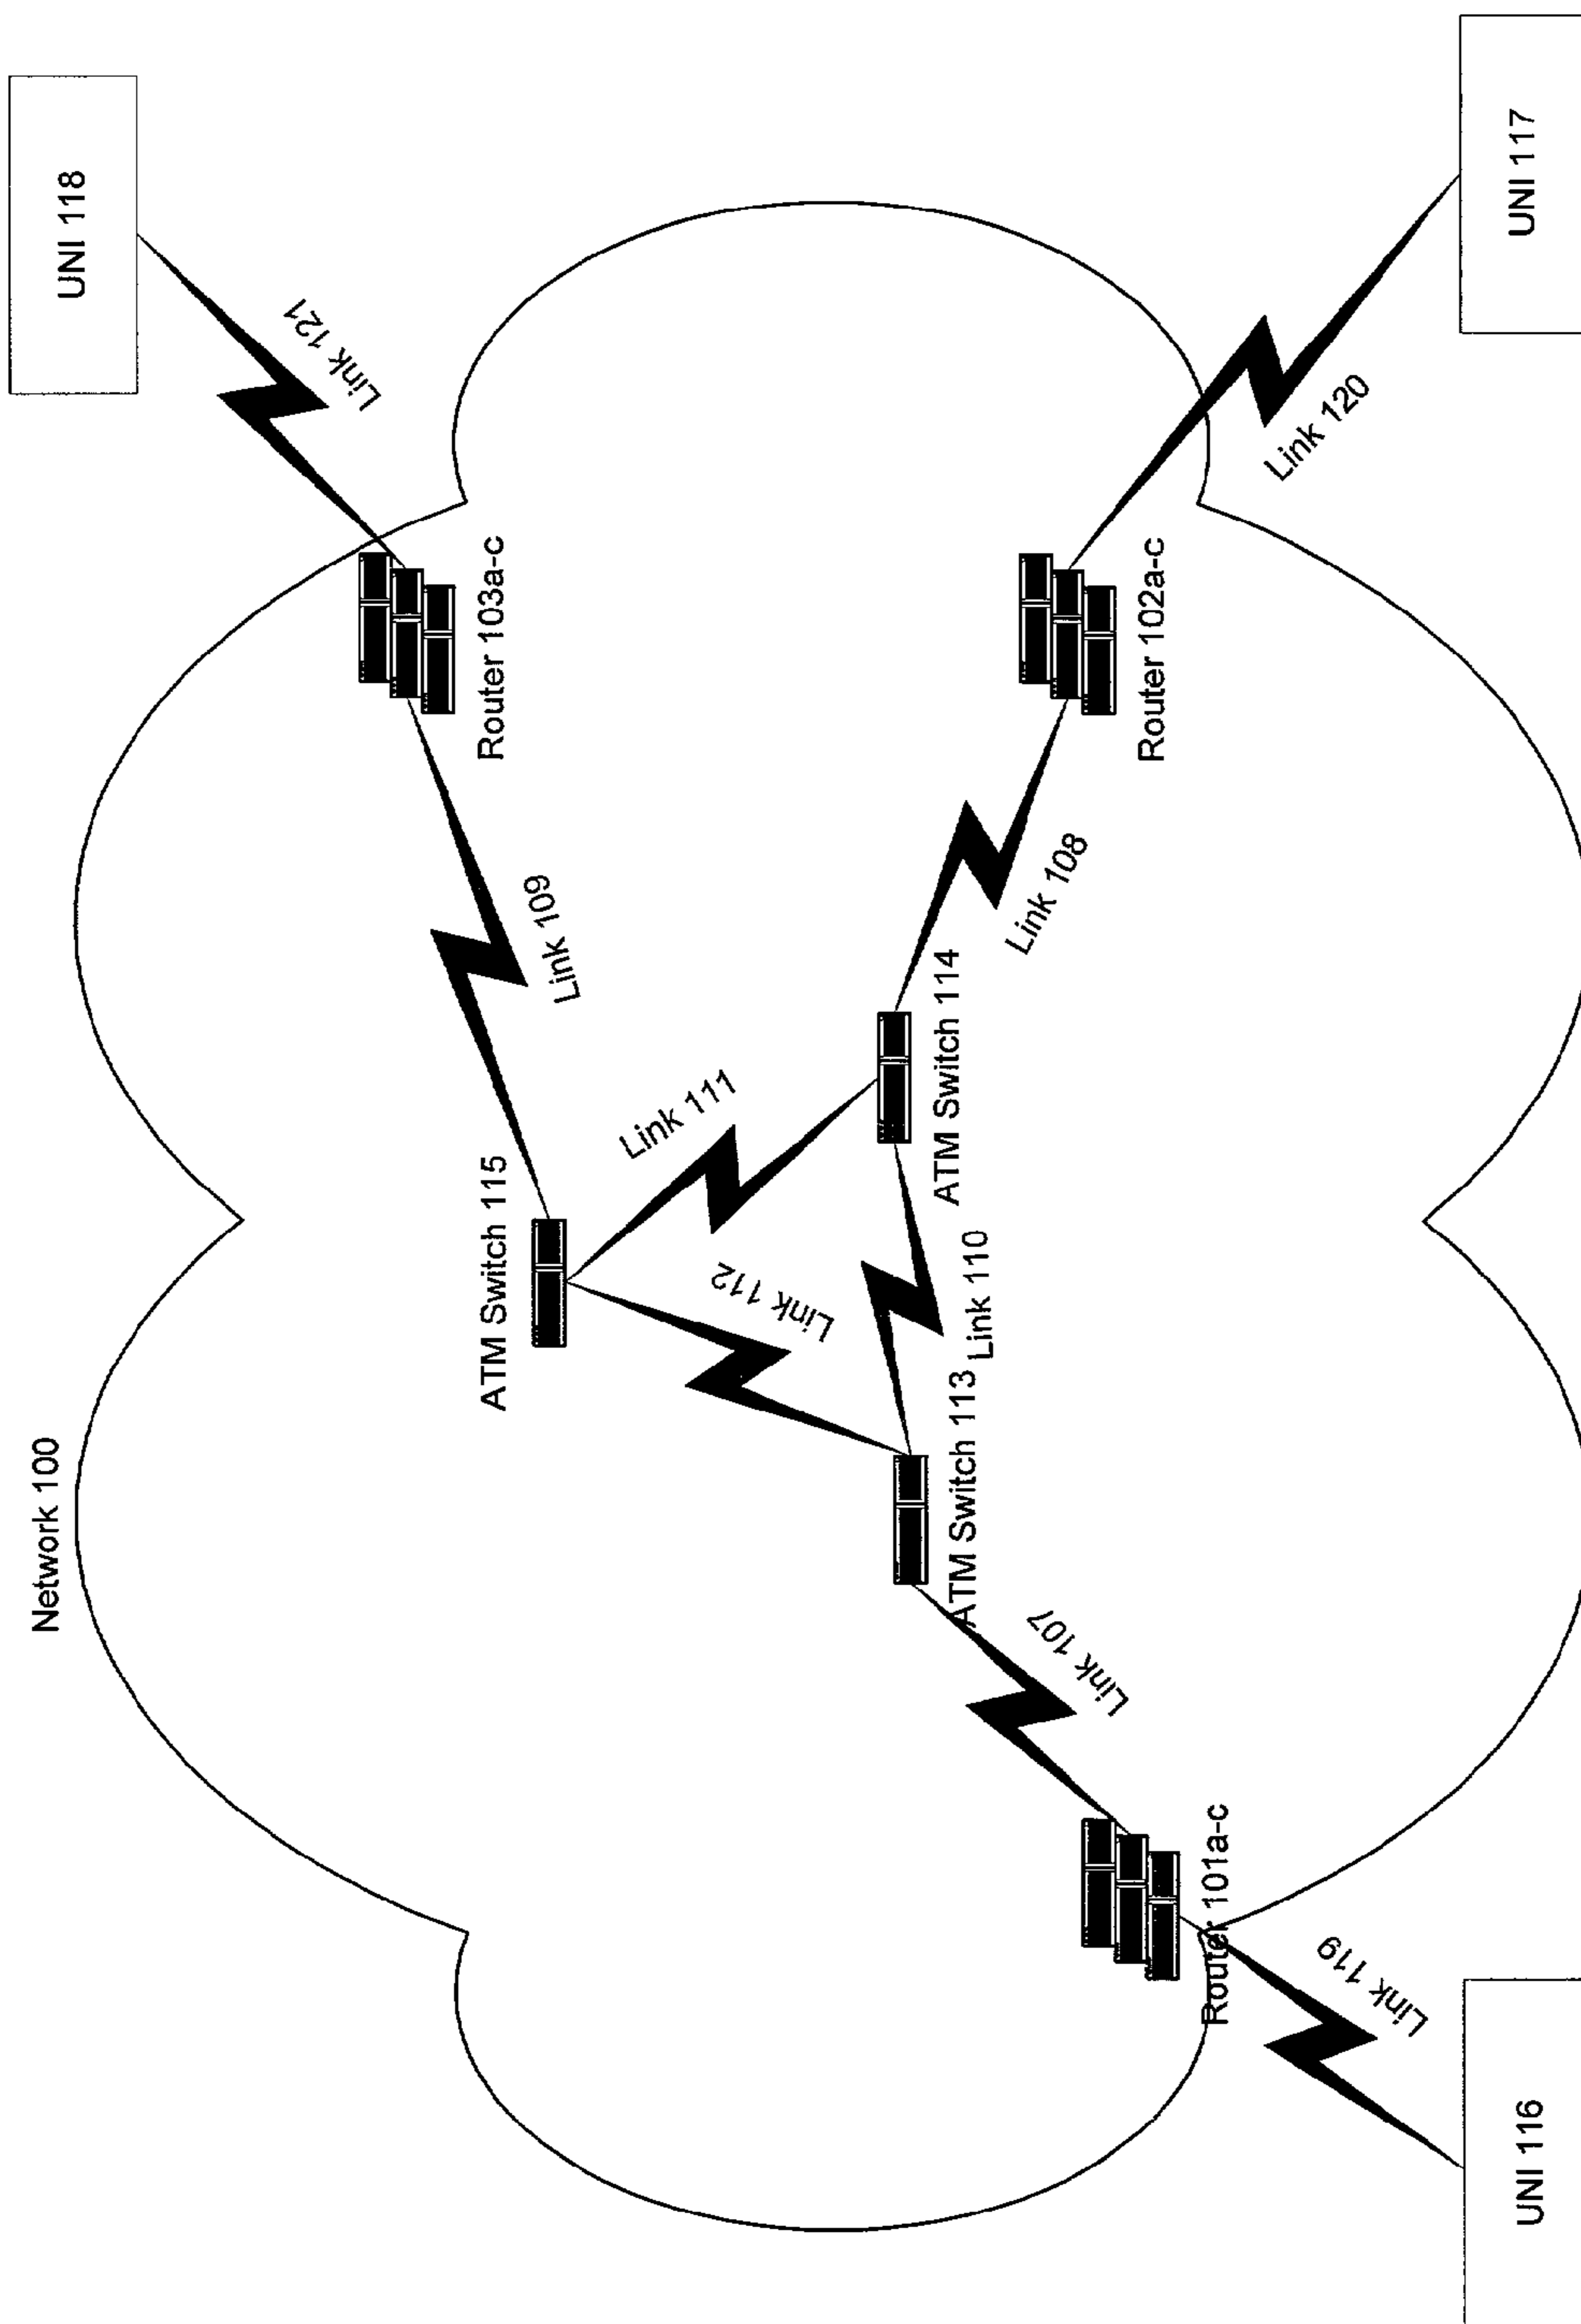 Network 100
UNI 118
Link 121
Router 103a-c
Link 109
ATM Switch 115
Link 111
Link 112
ATM Switch 114
Link 108
Router 102a-c
Link 110
ATM Switch 113
Link 107
Router 101a-c
Link 120
Link 119
UNI 116
UNI 117